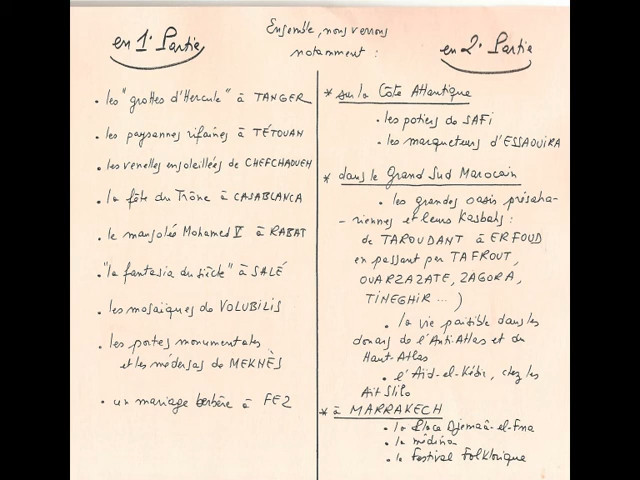 Ensemble, nous verrons
notamment :
en 1e Partie
• les "grottes d'Hercule" à TANGER
• les paysannes rifaines à TÉTOUAN
• les venelles ensoleillées de CHEFCHAOUEN
• la fête du Trône à CASABLANCA
• le mausolée Mohamed V à RABAT
• "la fantasia du siècle" à SALÉ
• les mosaïques de VOLUBILIS
• les portes monumentales
et les médersas de MEKNÈS
• un mariage berbère à FEZ
en 2e Partie
* sur la Côte Atlantique
• les potiers de SAFI
• les marqueteurs d'ESSAOUIRA
* dans le Grand Sud Marocain
• les grandes oasis présaha-
- riennes et leurs Kasbahs :
de TAROUDANT à ERFOUD
en passant par TAFROUT,
OUARZAZATE, ZAGORA,
TINEGHIR ... )
• la vie paisible dans les
douars de l'Anti-Atlas et du
Haut-Atlas
• l'Aïd-el-Kébir, chez les
Aït Slilo
* à MARRAKECH
• la Place Djemaâ-el-Fna
• la médina
• le Festival Folklorique